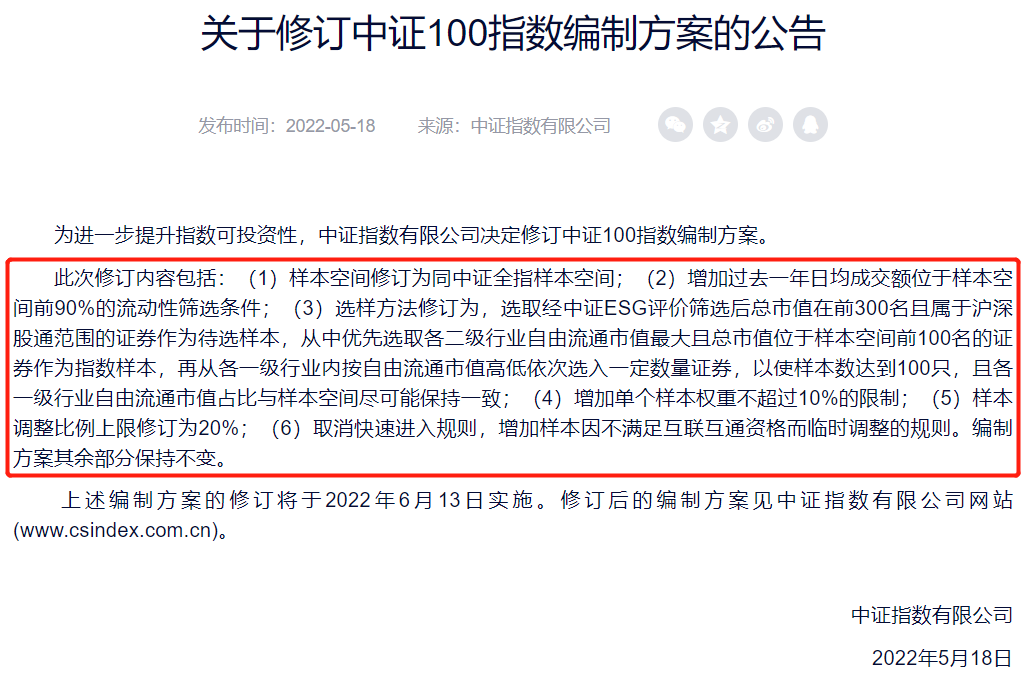 关于修订中证100指数编制方案的公告
发布时间：2022-05-18 来源：中证指数有限公司
为进一步提升指数可投资性，中证指数有限公司决定修订中证100指数编制方案。
此次修订内容包括：（1）样本空间修订为同中证全指样本空间；（2）增加过去一年日均成交额位于样本空
间前90%的流动性筛选条件；（3）选样方法修订为，选取经中证ESG评价筛选后总市值在前300名且属于沪深
股通范围的证券作为待选样本，从中优先选取各二级行业自由流通市值最大且总市值位于样本空间前100名的证
券作为指数样本，再从各一级行业内按自由流通市值高低依次选入一定数量证券，以使样本数达到100只，且各
一级行业自由流通市值占比与样本空间尽可能保持一致；（4）增加单个样本权重不超过10%的限制；（5）样本
调整比例上限修订为20%；（6）取消快速进入规则，增加样本因不满足互联互通资格而临时调整的规则。编制
方案其余部分保持不变。
上述编制方案的修订将于2022年6月13日实施。修订后的编制方案见中证指数有限公司网站
(www.csindex.com.cn)。
中证指数有限公司
2022年5月18日